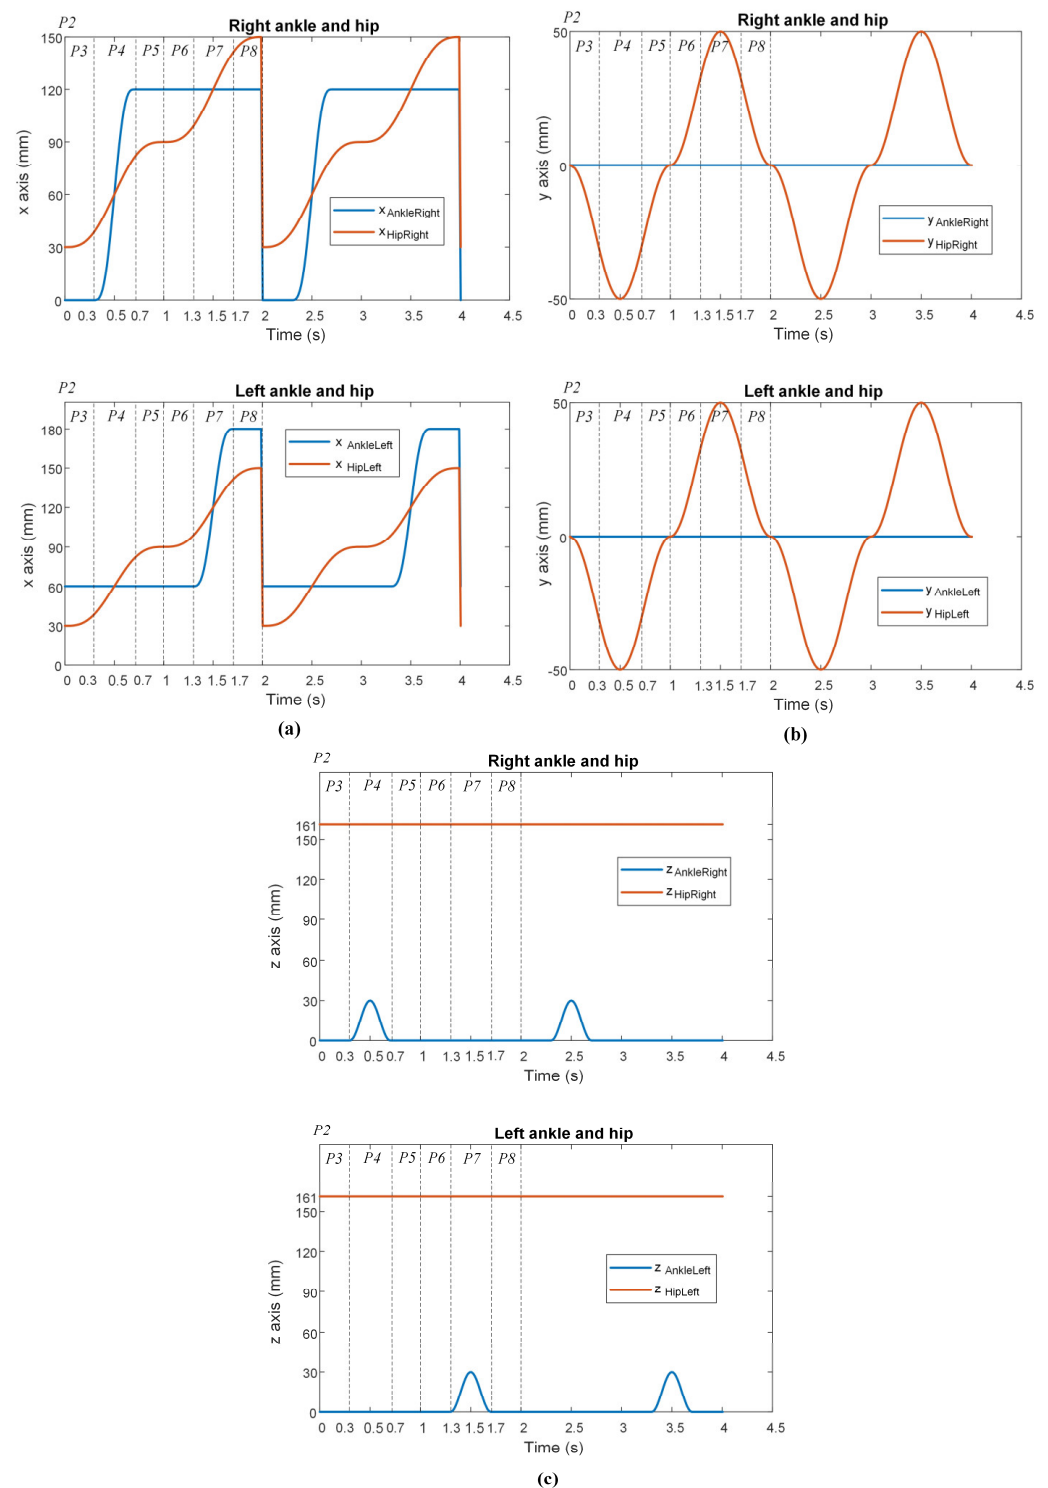 P2
Right ankle and hip
P3 P4 P5 P6 P7 P8
150
120
90
60
30
0
x axis (mm)
x AnkleRight
x HipRight
0 0.3 0.5 0.7 1 1.3 1.5 1.7 2 2.5 3 3.5 4 4.5
Time (s)
P2
Right ankle and hip
P3 P4 P5 P6 P7 P8
50
0
-50
y axis (mm)
y AnkleRight
y HipRight
0 0.3 0.5 0.7 1 1.3 1.5 1.7 2 2.5 3 3.5 4 4.5
Time (s)
P2
Left ankle and hip
P3 P4 P5 P6 P7 P8
180
150
120
90
60
30
0
x axis (mm)
x AnkleLeft
x HipLeft
0 0.3 0.5 0.7 1 1.3 1.5 1.7 2 2.5 3 3.5 4 4.5
Time (s)
(a)
P2
Left ankle and hip
P3 P4 P5 P6 P7 P8
50
0
-50
y axis (mm)
y AnkleLeft
y HipLeft
0 0.3 0.5 0.7 1 1.3 1.5 1.7 2 2.5 3 3.5 4 4.5
Time (s)
(b)
P2
Right ankle and hip
P3 P4 P5 P6 P7 P8
161
150
120
90
60
30
0
z axis (mm)
z AnkleRight
z HipRight
0 0.3 0.5 0.7 1 1.3 1.5 1.7 2 2.5 3 3.5 4 4.5
Time (s)
P2
Left ankle and hip
P3 P4 P5 P6 P7 P8
161
150
120
90
60
30
0
z axis (mm)
z AnkleLeft
z HipLeft
0 0.3 0.5 0.7 1 1.3 1.5 1.7 2 2.5 3 3.5 4 4.5
Time (s)
(c)